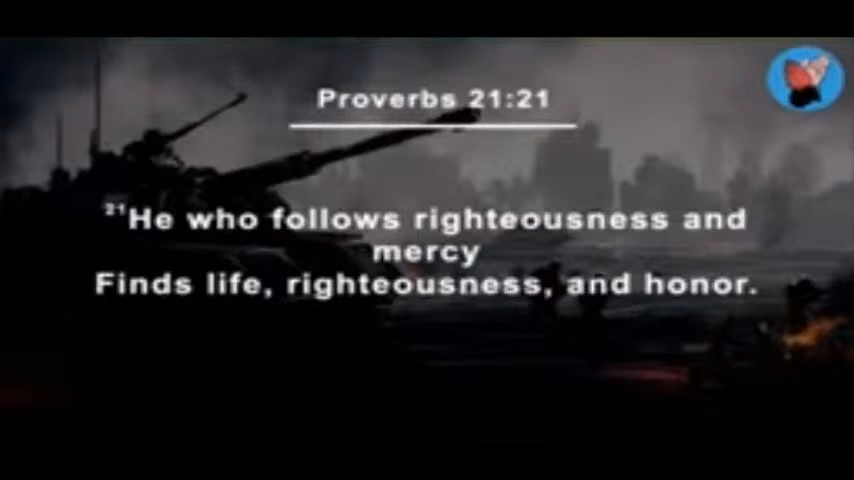 Proverbs 21:21
²¹He who follows righteousness and
mercy
Finds life, righteousness, and honor.